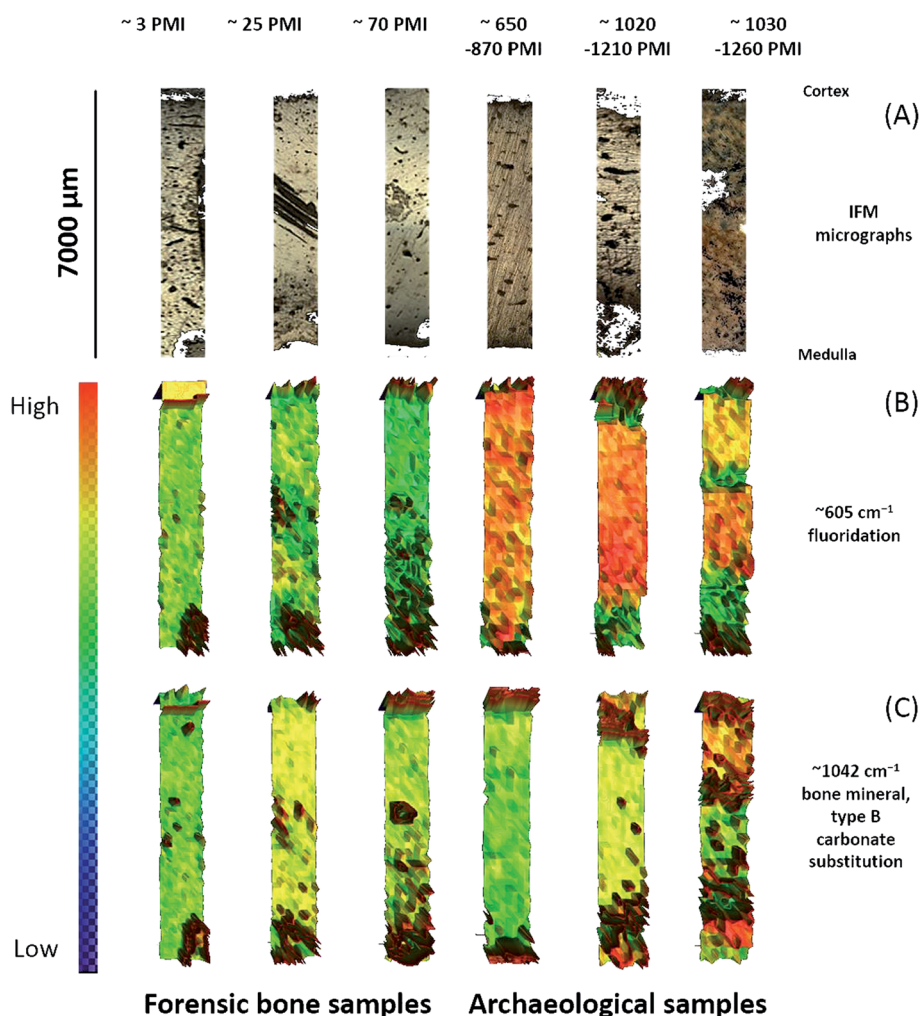 ~ 3 PMI
~ 25 PMI
~ 70 PMI
~ 650
-870 PMI
~ 1020
-1210 PMI
~ 1030
-1260 PMI
7000 µm
Cortex
(A)
IFM
micrographs
Medulla
High
(B)
~605 cm⁻¹
fluoridation
(C)
~1042 cm⁻¹
bone mineral,
type B
carbonate
substitution
Low
Forensic bone samples
Archaeological samples